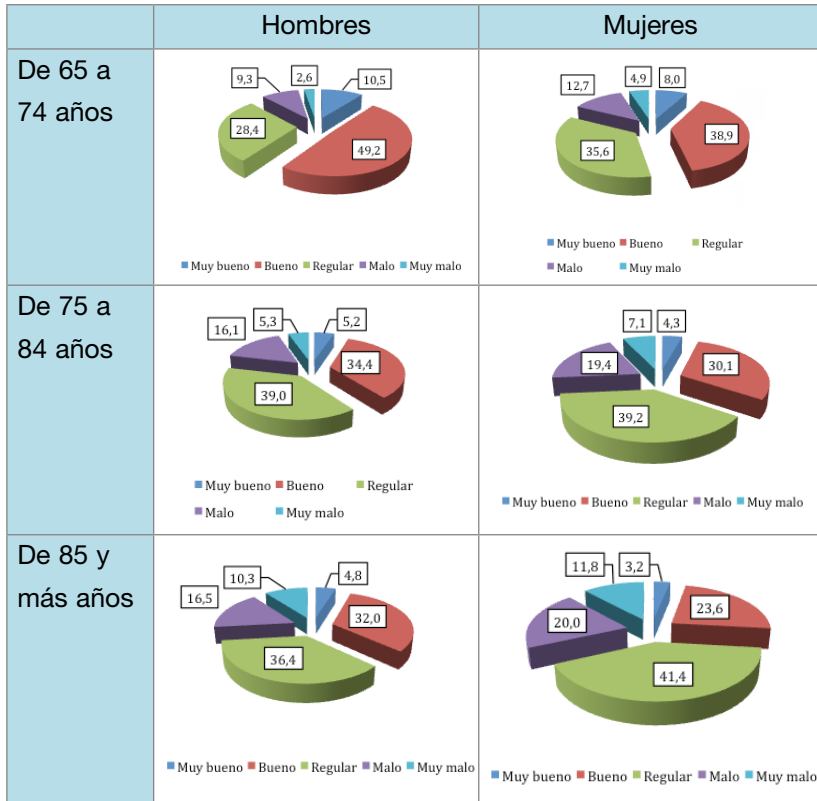 Hombres
Mujeres
De 65 a
74 años
9,3
2,6
10,5
28,4
49,2
■ Muy bueno ■ Bueno ■ Regular ■ Malo ■ Muy malo
12,7
4,9
8,0
35,6
38,9
■ Muy bueno ■ Bueno ■ Regular
■ Malo ■ Muy malo
De 75 a
84 años
16,1
5,3
5,2
34,4
39,0
■ Muy bueno ■ Bueno ■ Regular
■ Malo ■ Muy malo
7,1
4,3
19,4
30,1
39,2
■ Muy bueno ■ Bueno ■ Regular ■ Malo ■ Muy malo
De 85 y
más años
16,5
10,3
4,8
32,0
36,4
■ Muy bueno ■ Bueno ■ Regular ■ Malo ■ Muy malo
11,8
3,2
20,0
23,6
41,4
■ Muy bueno ■ Bueno ■ Regular ■ Malo ■ Muy malo